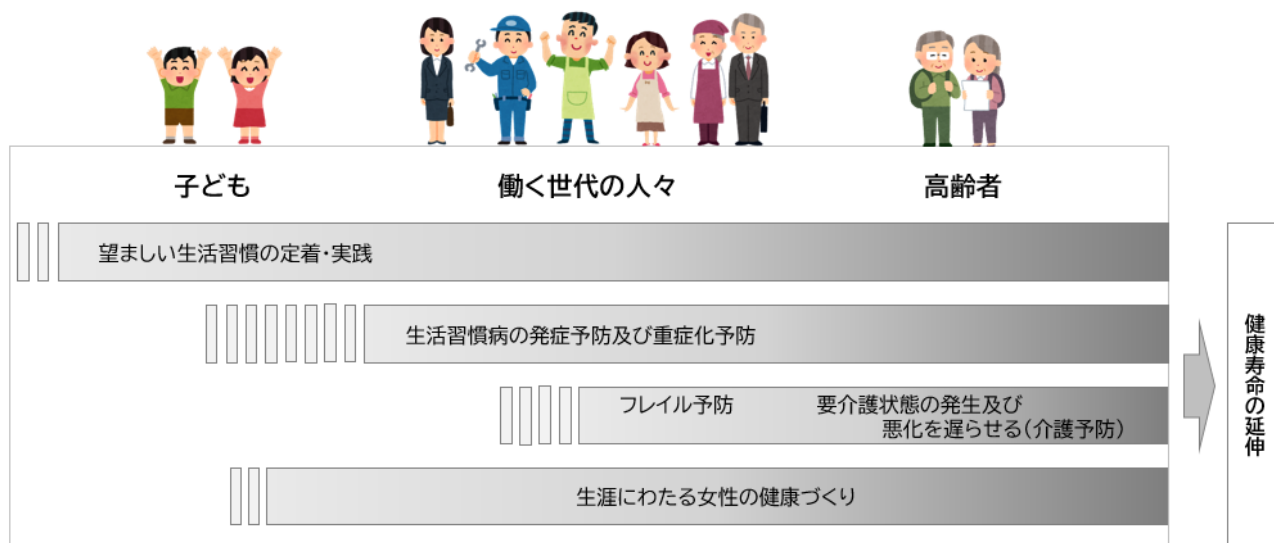 子ども
働く世代の人々
高齢者
望ましい生活習慣の定着・実践
生活習慣病の発症予防及び重症化予防
フレイル予防
要介護状態の発生及び
悪化を遅らせる(介護予防)
生涯にわたる女性の健康づくり
健康寿命の延伸